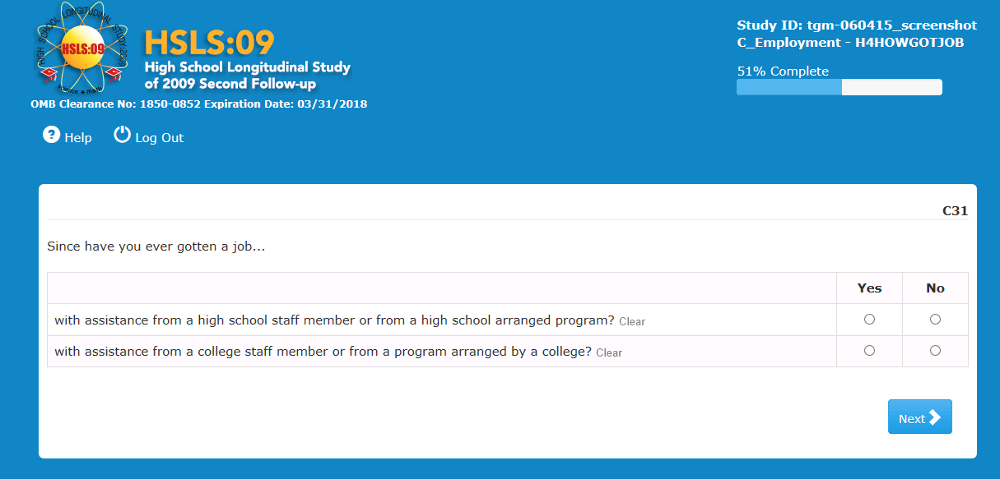 HIGH SCHOOL LONGITUDINAL STUDY:2009
HSLS:09
science * math
HSLS:09
High School Longitudinal Study
of 2009 Second Follow-up
OMB Clearance No: 1850-0852 Expiration Date: 03/31/2018
Study ID: tgm-060415_screenshot
C_Employment - H4HOWGOTJOB
51% Complete
? Help Log Out
C31
Since have you ever gotten a job...
Yes No
with assistance from a high school staff member or from a high school arranged program? Clear
with assistance from a college staff member or from a program arranged by a college? Clear
Next